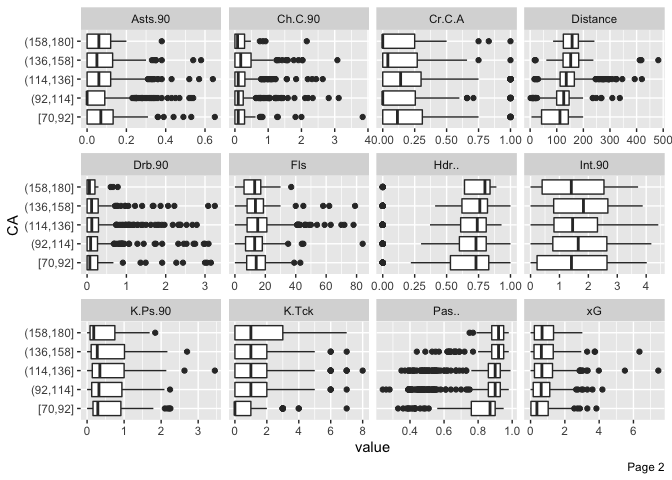 Asts.90 Ch.C.90 Cr.C.A Distance
(158,180]
(136,158]
(114,136]
(92,114]
[70,92]
0.0 0.2 0.4 0.6 0 1 2 3 40.00 0.25 0.50 0.75 1.00 0 100 200 300 400 500
Drb.90 Fls Hdr.. Int.90
(158,180]
(136,158]
(114,136]
(92,114]
[70,92]
0 1 2 3 0 20 40 60 80 0.00 0.25 0.50 0.75 1.00 0 1 2 3 4
K.Ps.90 K.Tck Pas.. xG
(158,180]
(136,158]
(114,136]
(92,114]
[70,92]
0 1 2 3 0 2 4 6 8 0.4 0.6 0.8 1.0 0 2 4 6
CA
value
Page 2